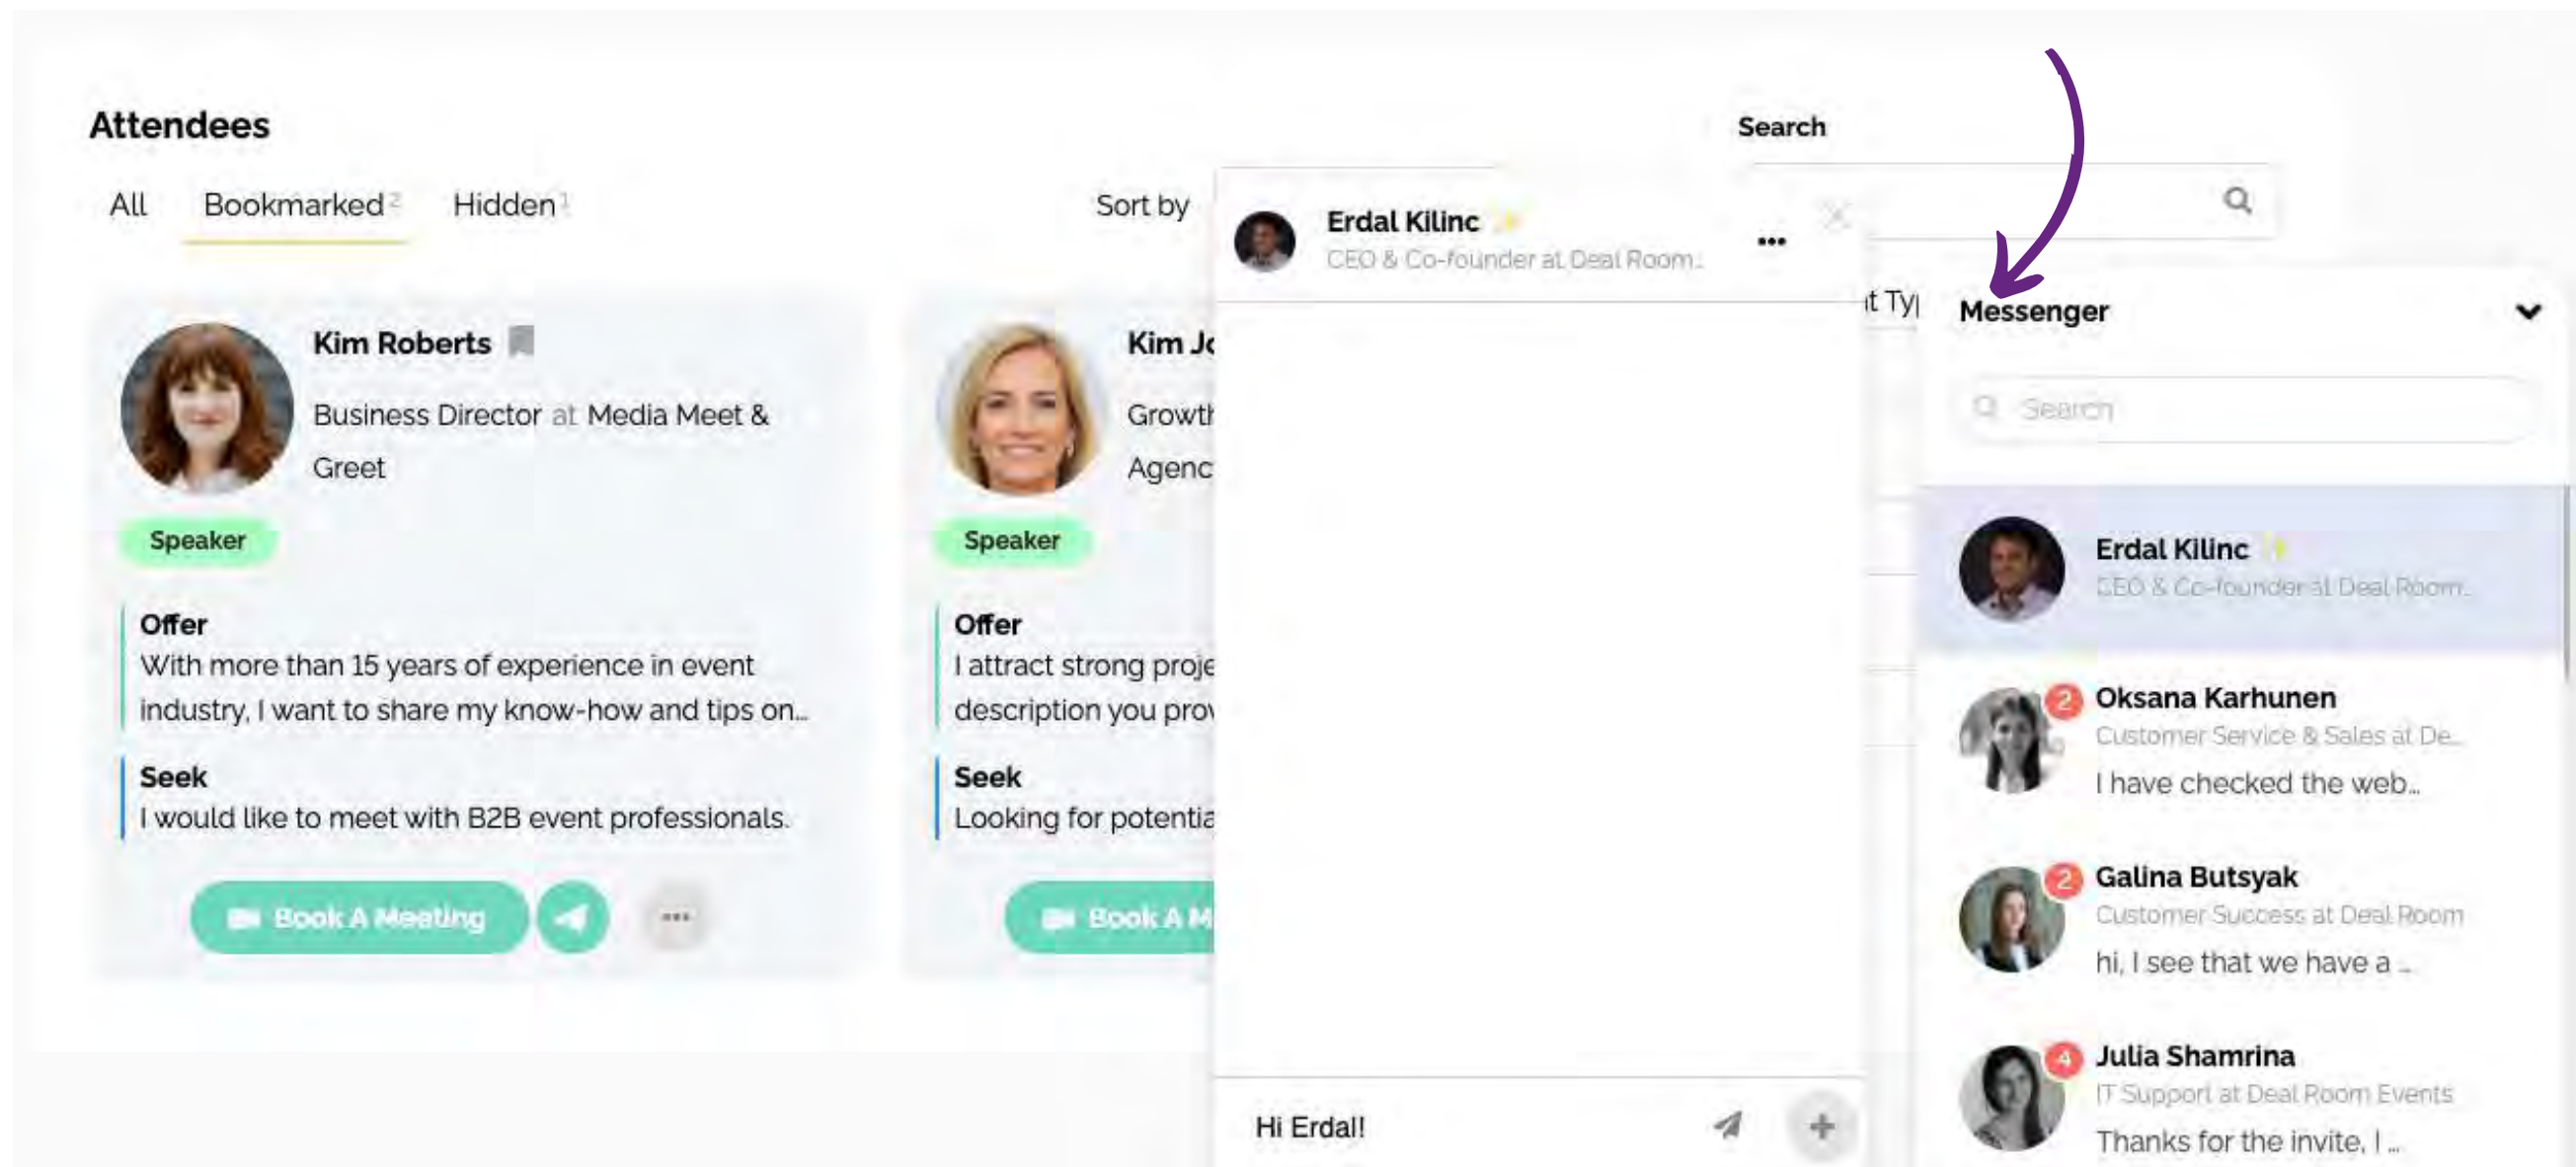 Attendees
All
Bookmarked 2
Hidden 1
Sort by
Kim Roberts
Business Director at Media Meet &
Greet
Speaker
Offer
With more than 15 years of experience in event
industry, I want to share my know-how and tips on...
Seek
I would like to meet with B2B event professionals.
Book A Meeting
Kim Jo
Growth
Agenc
Speaker
Offer
I attract strong proje
description you prov
Seek
Looking for potentia
Book A M
Search
t Typ
Erdal Kilinc
CEO & Co-founder at Deal Room...
Hi Erdal!
Messenger
Search
Erdal Kilinc
CEO & Co-founder at Deal Room...
2
Oksana Karhunen
Customer Service & Sales at De...
I have checked the web...
2
Galina Butsyak
Customer Success at Deal Room
hi, I see that we have a ...
4
Julia Shamrina
IT Support at Deal Room Events
Thanks for the invite, I ...